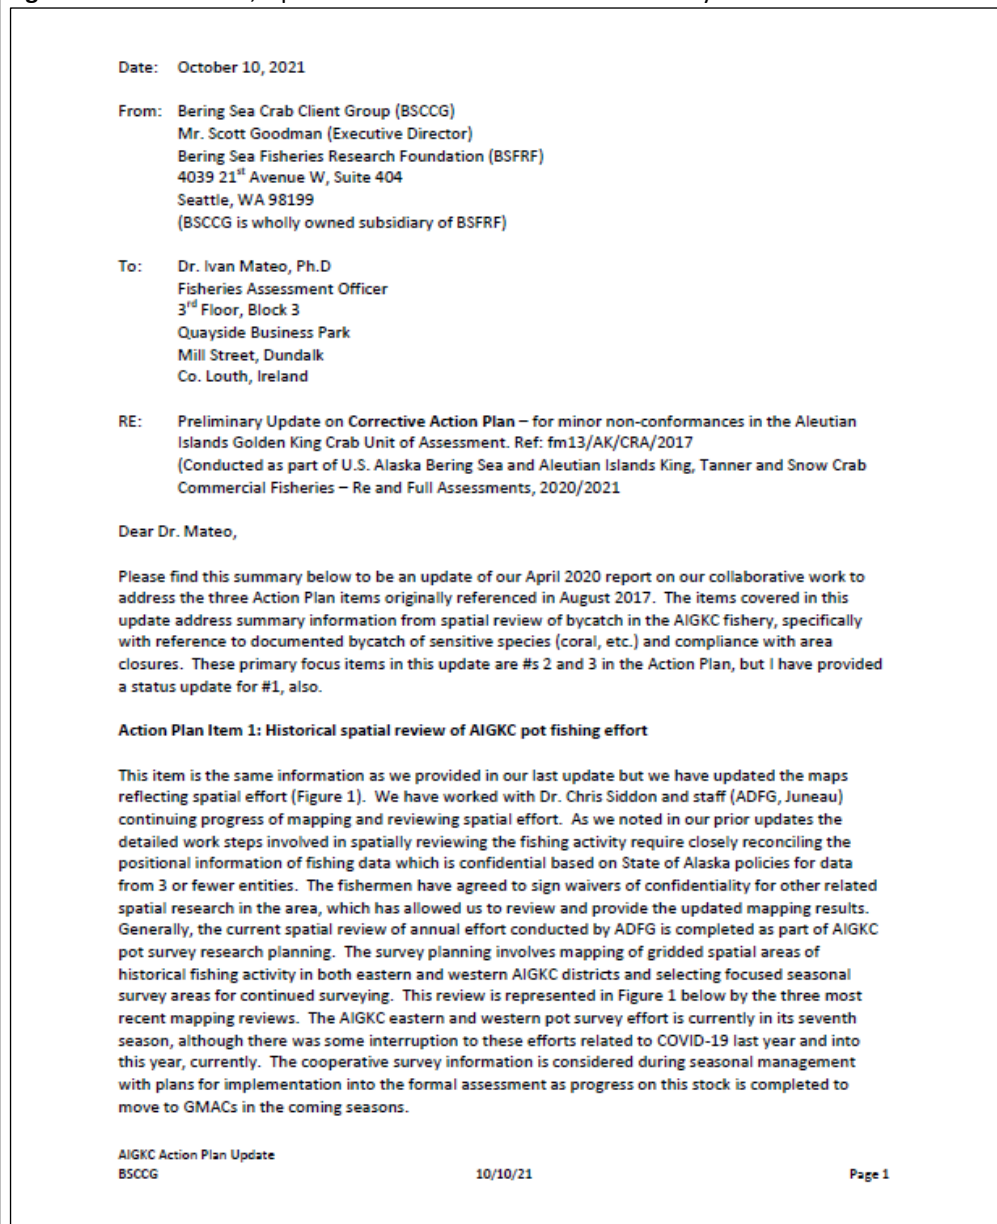 Date: October 10, 2021
From: Bering Sea Crab Client Group (BSCCG)
Mr. Scott Goodman (Executive Director)
Bering Sea Fisheries Research Foundation (BSFRF)
4039 21st Avenue W, Suite 404
Seattle, WA 98199
(BSCCG is wholly owned subsidiary of BSFRF)
To: Dr. Ivan Mateo, Ph.D
Fisheries Assessment Officer
3rd Floor, Block 3
Quayside Business Park
Mill Street, Dundalk
Co. Louth, Ireland
RE: Preliminary Update on Corrective Action Plan – for minor non-conformances in the Aleutian
Islands Golden King Crab Unit of Assessment. Ref: fm13/AK/CRA/2017
(Conducted as part of U.S. Alaska Bering Sea and Aleutian Islands King, Tanner and Snow Crab
Commercial Fisheries – Re and Full Assessments, 2020/2021
Dear Dr. Mateo,
Please find this summary below to be an update of our April 2020 report on our collaborative work to
address the three Action Plan items originally referenced in August 2017. The items covered in this
update address summary information from spatial review of bycatch in the AIGKC fishery, specifically
with reference to documented bycatch of sensitive species (coral, etc.) and compliance with area
closures. These primary focus items in this update are #s 2 and 3 in the Action Plan, but I have provided
a status update for #1, also.
Action Plan Item 1: Historical spatial review of AIGKC pot fishing effort
This item is the same information as we provided in our last update but we have updated the maps
reflecting spatial effort (Figure 1). We have worked with Dr. Chris Siddon and staff (ADFG, Juneau)
continuing progress of mapping and reviewing spatial effort. As we noted in our prior updates the
detailed work steps involved in spatially reviewing the fishing activity require closely reconciling the
positional information of fishing data which is confidential based on State of Alaska policies for data
from 3 or fewer entities. The fishermen have agreed to sign waivers of confidentiality for other related
spatial research in the area, which has allowed us to review and provide the updated mapping results.
Generally, the current spatial review of annual effort conducted by ADFG is completed as part of AIGKC
pot survey research planning. The survey planning involves mapping of gridded spatial areas of
historical fishing activity in both eastern and western AIGKC districts and selecting focused seasonal
survey areas for continued surveying. This review is represented in Figure 1 below by the three most
recent mapping reviews. The AIGKC eastern and western pot survey effort is currently in its seventh
season, although there was some interruption to these efforts related to COVID-19 last year and into
this year, currently. The cooperative survey information is considered during seasonal management
with plans for implementation into the formal assessment as progress on this stock is completed to
move to GMACs in the coming seasons.
AIGKC Action Plan Update
BSCCG 10/10/21 Page 1